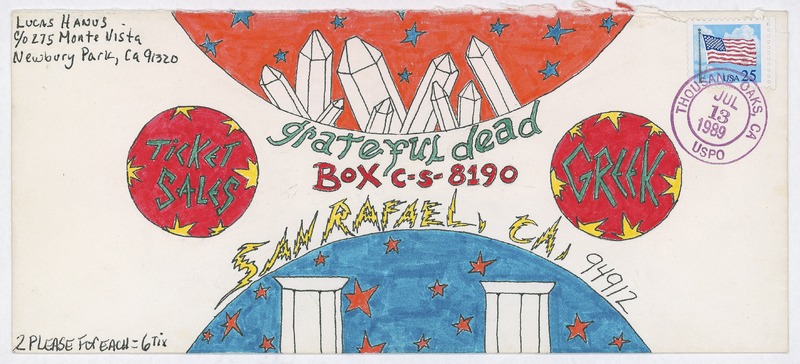 Lucas Hanus
c/o 275 Monte Vista
Newbury Park, Ca 91320
USA 25
THOUSAND OAKS, CA
JUL
13
1989
USPO
grateful dead
BOX C-S-8190
SAN RAFAEL, CA, 94912
TICKET
SALES
GREEK
2 PLEASE For EACH = 6 Tix